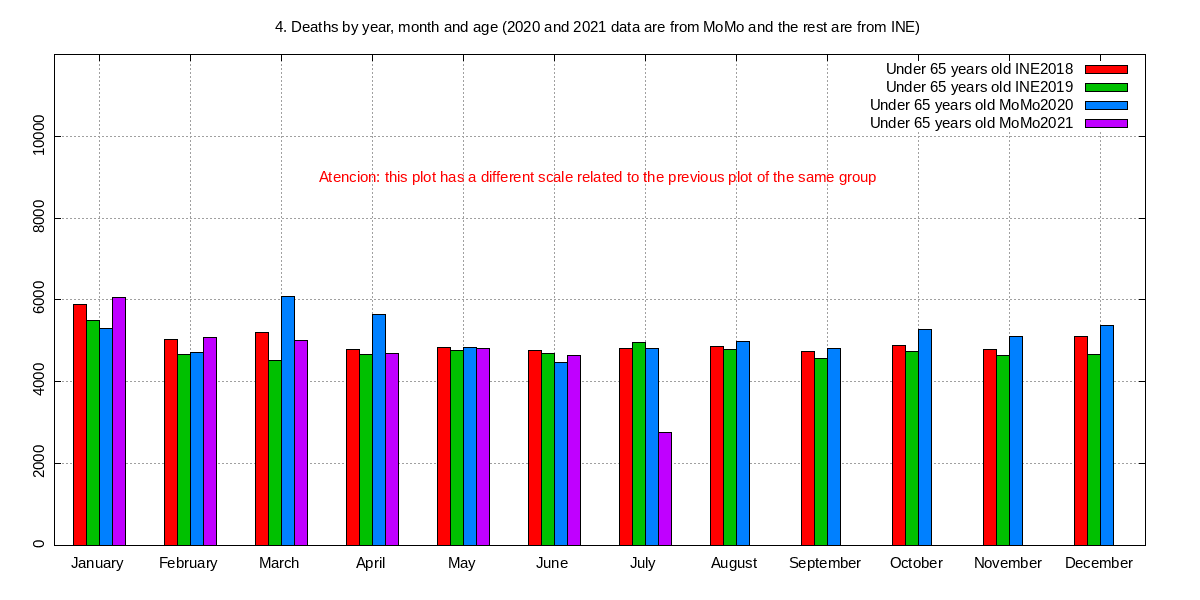 4. Deaths by year, month and age (2020 and 2021 data are from MoMo and the rest are from INE)
Under 65 years old INE2018
Under 65 years old INE2019
Under 65 years old MoMo2020
Under 65 years old MoMo2021
Atencion: this plot has a different scale related to the previous plot of the same group
10000
8000
6000
4000
2000
0
January February March April May June July August September October November December